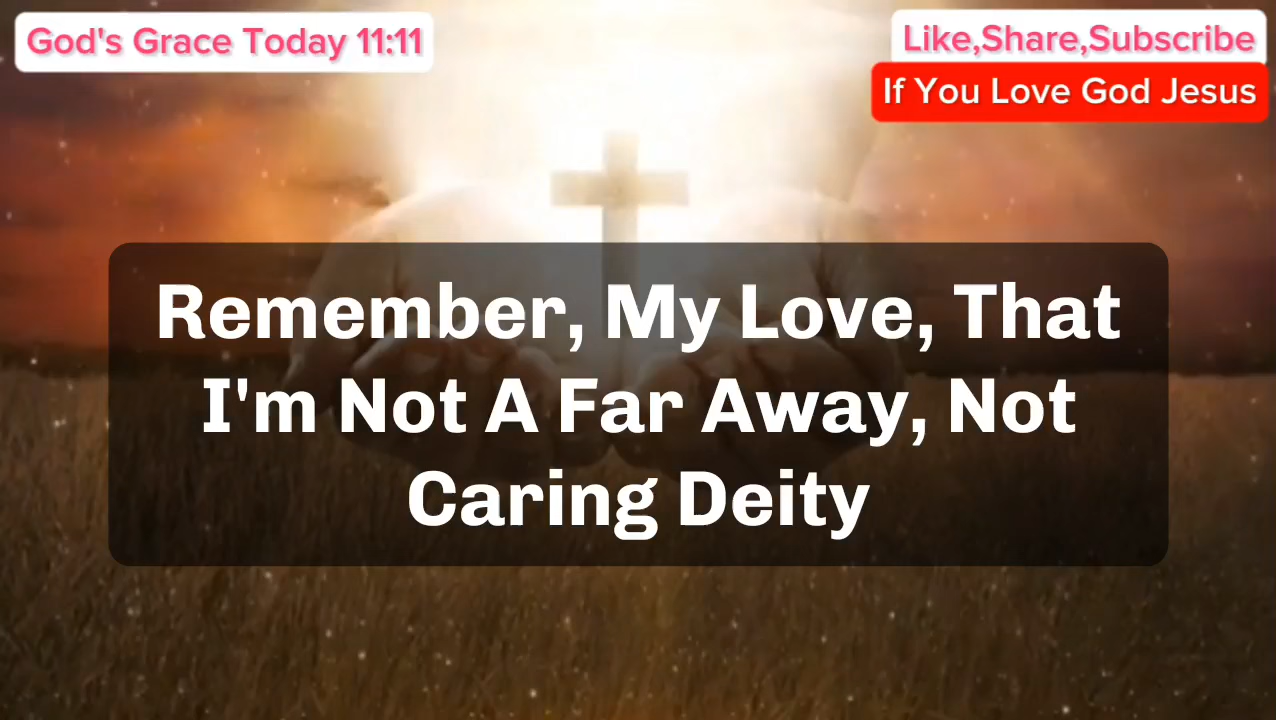 God's Grace Today 11:11
Like,Share,Subscribe
If You Love God Jesus
Remember, My Love, That
I'm Not A Far Away, Not
Caring Deity